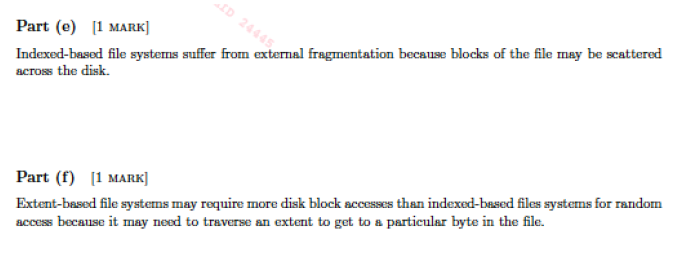 ID 24445
Part (e) [1 MARK]
Indexed-based file systems suffer from external fragmentation because blocks of the file may be scattered
across the disk.
Part (f) [1 MARK]
Extent-based file systems may require more disk block accesses than indexed-based files systems for random
access because it may need to traverse an extent to get to a particular byte in the file.